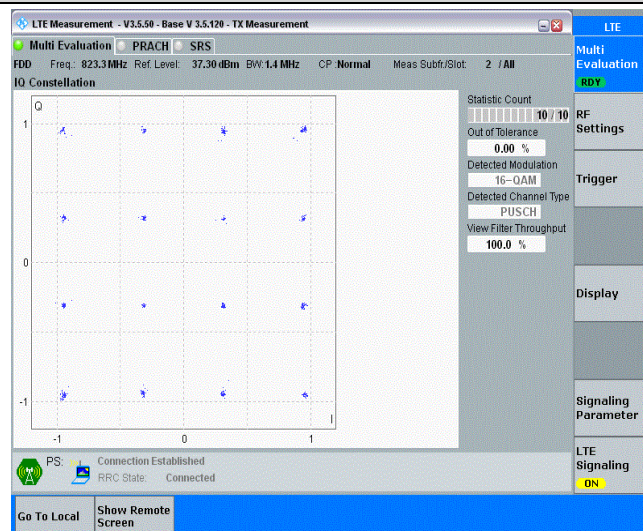 LTE Measurement - V3.5.50 - Base V 3.5.120 - TX Measurement
LTE
Multi Evaluation PRACH SRS
Multi
Evaluation
RDY
FDD Freq.: 823.3 MHz Ref. Level: 37.30 dBm BW: 1.4 MHz CP : Normal Meas Subfr./Slot: 2 / All
IQ Constellation
Q
1
0
-1
I
-1 0 1
Statistic Count
10 / 10
Out of Tolerance
0.00 %
Detected Modulation
16-QAM
Detected Channel Type
PUSCH
View Filter Throughput
100.0 %
RF
Settings
Trigger
Display
Signaling
Parameter
LTE
Signaling
ON
PS: Connection Established
RRC State: Connected
Go To Local
Show Remote
Screen